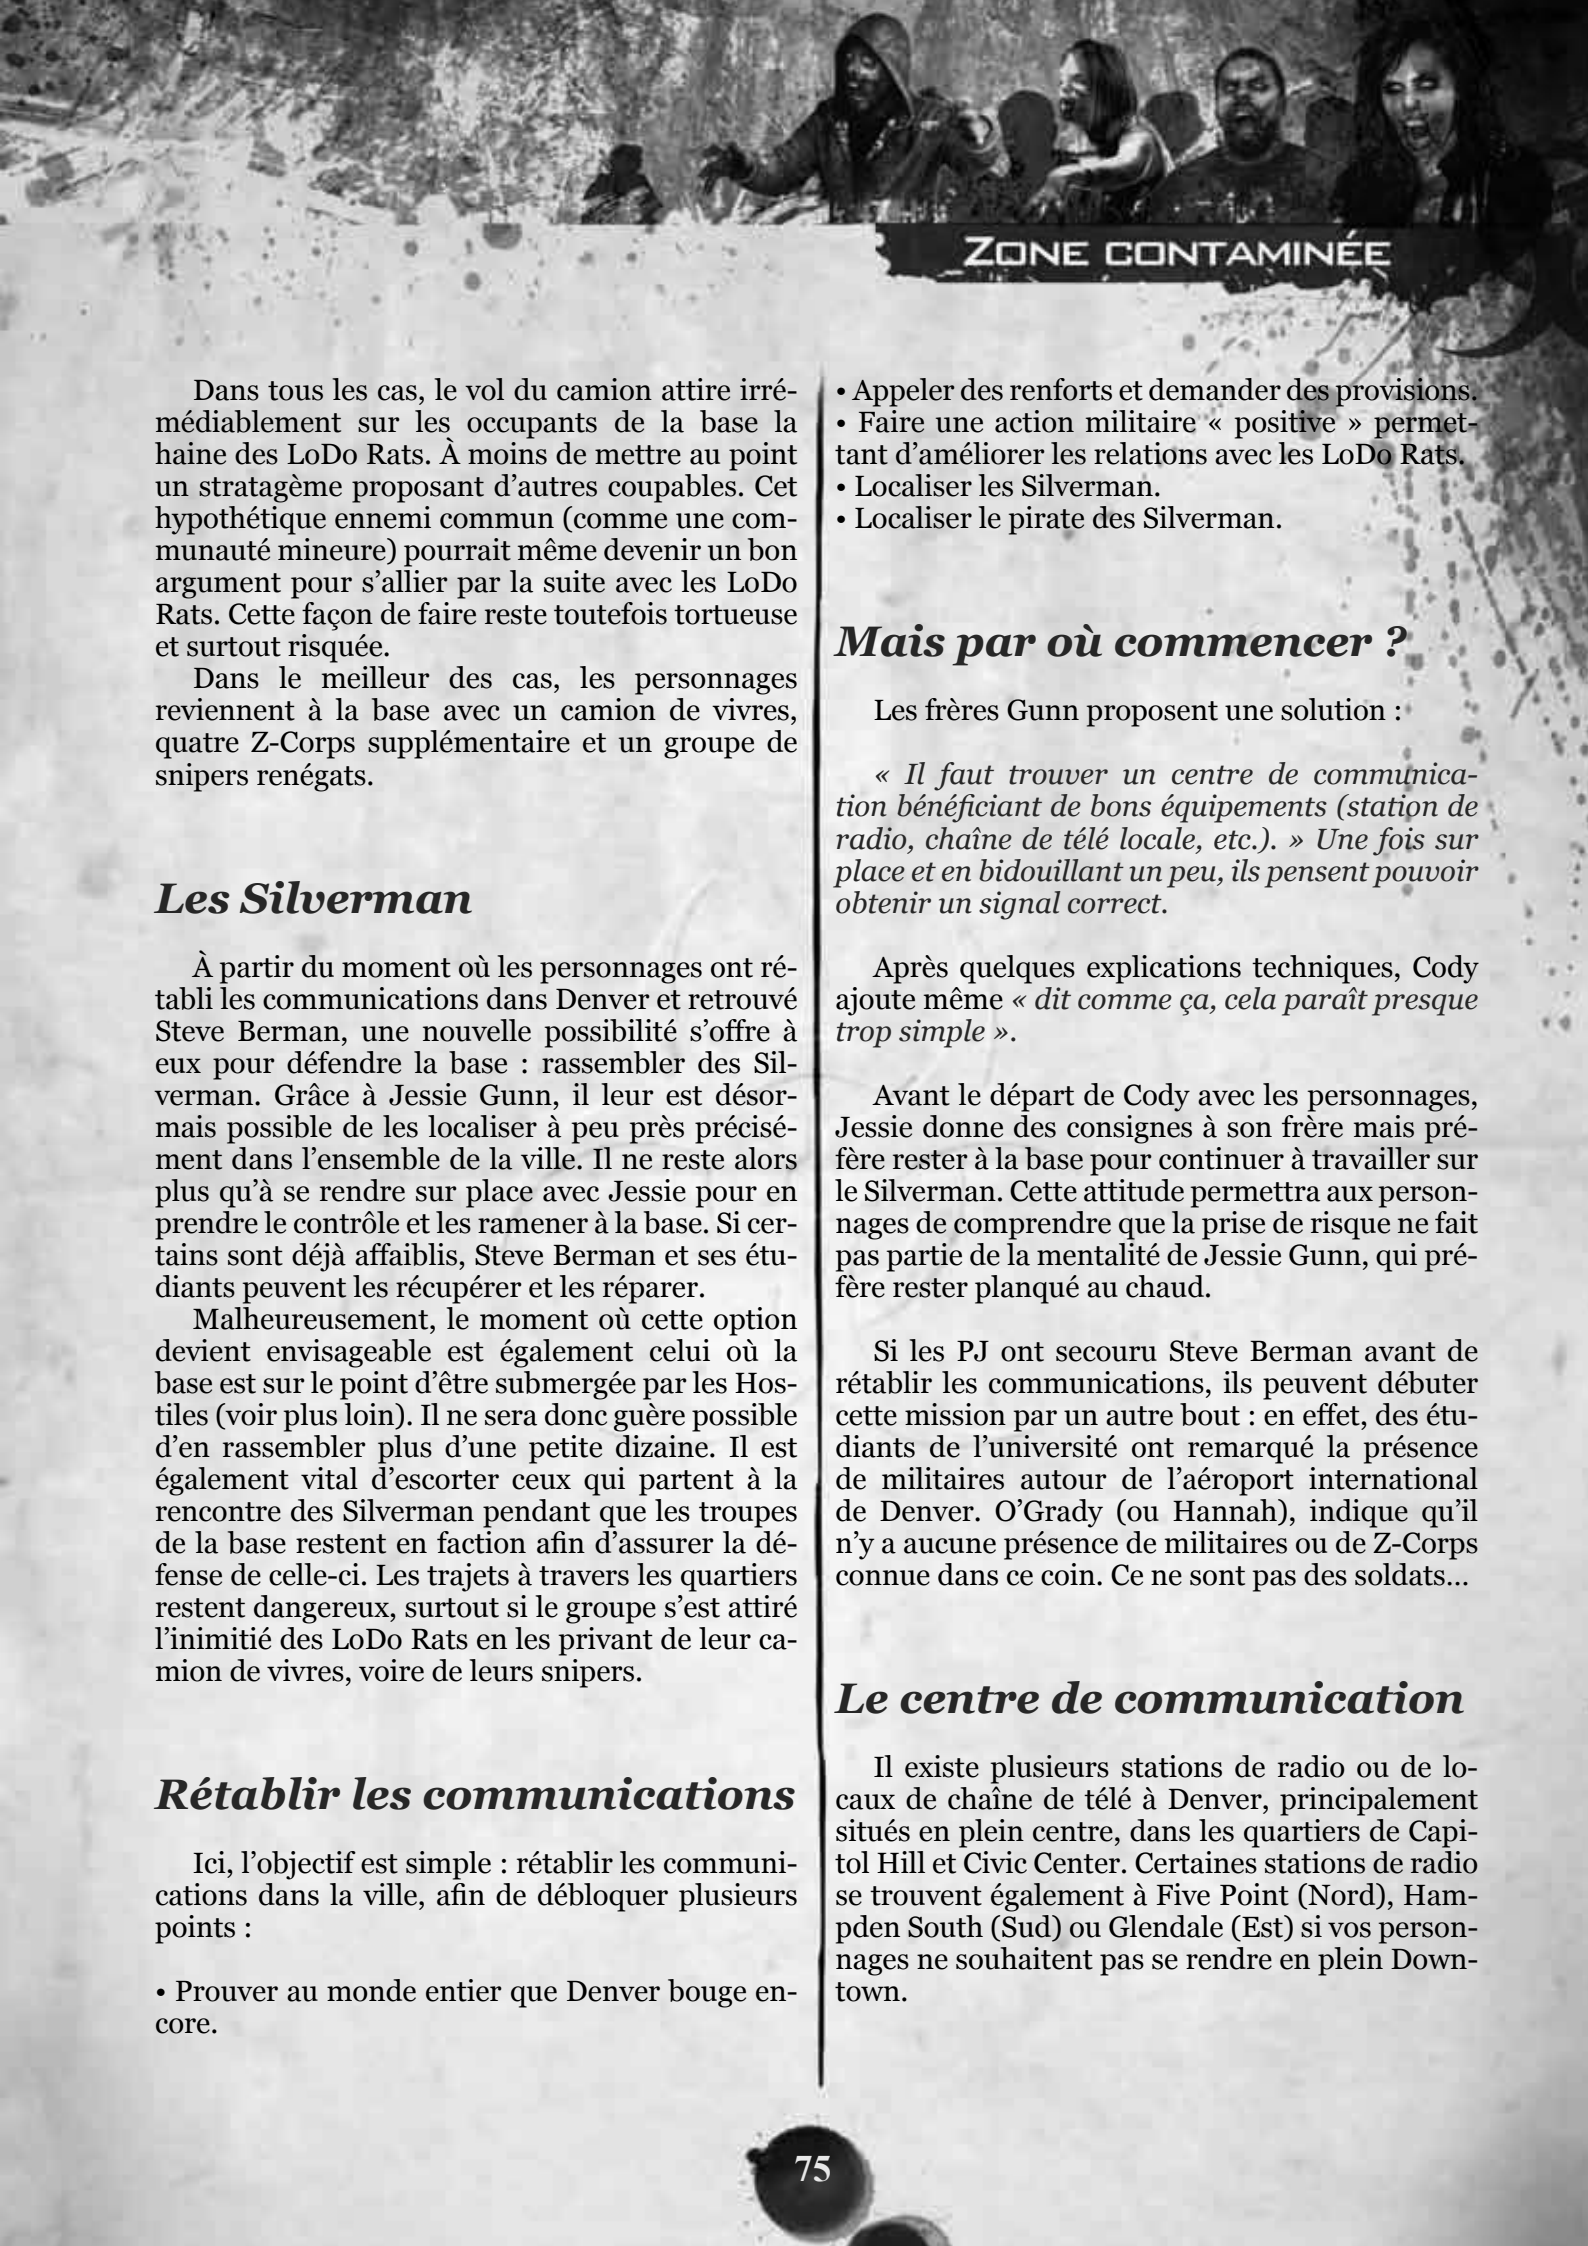 ZONE CONTAMINÉE
Dans tous les cas, le vol du camion attire irré-
médiablement sur les occupants de la base la
haine des LoDo Rats. À moins de mettre au point
un stratagème proposant d'autres coupables. Cet
hypothétique ennemi commun (comme une com-
munauté mineure) pourrait même devenir un bon
argument pour s'allier par la suite avec les LoDo
Rats. Cette façon de faire reste toutefois tortueuse
et surtout risquée.
Dans le meilleur des cas, les personnages
reviennent à la base avec un camion de vivres,
quatre Z-Corps supplémentaire et un groupe de
snipers renégats.
Les Silverman
À partir du moment où les personnages ont ré-
tabli les communications dans Denver et retrouvé
Steve Berman, une nouvelle possibilité s'offre à
eux pour défendre la base : rassembler des Sil-
verman. Grâce à Jessie Gunn, il leur est désor-
mais possible de les localiser à peu près précisé-
ment dans l'ensemble de la ville. Il ne reste alors
plus qu'à se rendre sur place avec Jessie pour en
prendre le contrôle et les ramener à la base. Si cer-
tains sont déjà affaiblis, Steve Berman et ses étu-
diants peuvent les récupérer et les réparer.
Malheureusement, le moment où cette option
devient envisageable est également celui où la
base est sur le point d'être submergée par les Hos-
tiles (voir plus loin). Il ne sera donc guère possible
d'en rassembler plus d'une petite dizaine. Il est
également vital d'escorter ceux qui partent à la
rencontre des Silverman pendant que les troupes
de la base restent en faction afin d'assurer la dé-
fense de celle-ci. Les trajets à travers les quartiers
restent dangereux, surtout si le groupe s'est attiré
l'inimitié des LoDo Rats en les privant de leur ca-
mion de vivres, voire de leurs snipers.
Rétablir les communications
Ici, l'objectif est simple : rétablir les communi-
cations dans la ville, afin de débloquer plusieurs
points :
• Prouver au monde entier que Denver bouge en-
core.
• Appeler des renforts et demander des provisions.
• Faire une action militaire « positive » permet-
tant d'améliorer les relations avec les LoDo Rats.
• Localiser les Silverman.
• Localiser le pirate des Silverman.
Mais par où commencer ?
Les frères Gunn proposent une solution :
« Il faut trouver un centre de communica-
tion bénéficiant de bons équipements (station de
radio, chaîne de télé locale, etc.). » Une fois sur
place et en bidouillant un peu, ils pensent pouvoir
obtenir un signal correct.
Après quelques explications techniques, Cody
ajoute même « dit comme ça, cela paraît presque
trop simple ».
Avant le départ de Cody avec les personnages,
Jessie donne des consignes à son frère mais pré-
fère rester à la base pour continuer à travailler sur
le Silverman. Cette attitude permettra aux person-
nages de comprendre que la prise de risque ne fait
pas partie de la mentalité de Jessie Gunn, qui pré-
fère rester planqué au chaud.
Si les PJ ont secouru Steve Berman avant de
rétablir les communications, ils peuvent débuter
cette mission par un autre bout : en effet, des étu-
diants de l'université ont remarqué la présence
de militaires autour de l'aéroport international
de Denver. O'Grady (ou Hannah), indique qu'il
n'y a aucune présence de militaires ou de Z-Corps
connue dans ce coin. Ce ne sont pas des soldats...
Le centre de communication
Il existe plusieurs stations de radio ou de lo-
caux de chaîne de télé à Denver, principalement
situés en plein centre, dans les quartiers de Capi-
tol Hill et Civic Center. Certaines stations de radio
se trouvent également à Five Point (Nord), Ham-
pden South (Sud) ou Glendale (Est) si vos person-
nages ne souhaitent pas se rendre en plein Down-
town.
75